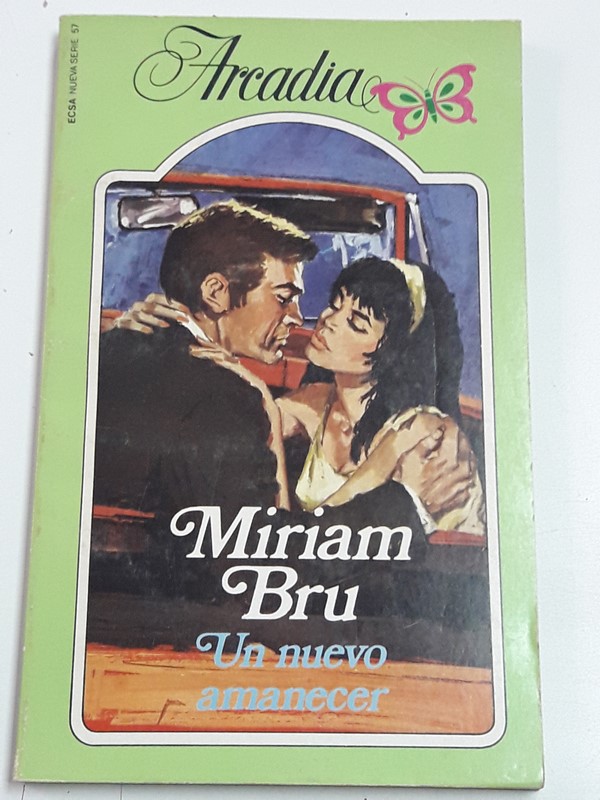 ECSA NUEVA SERIE 57
Arcadia
Miriam
Bru
Un nuevo
amanecer